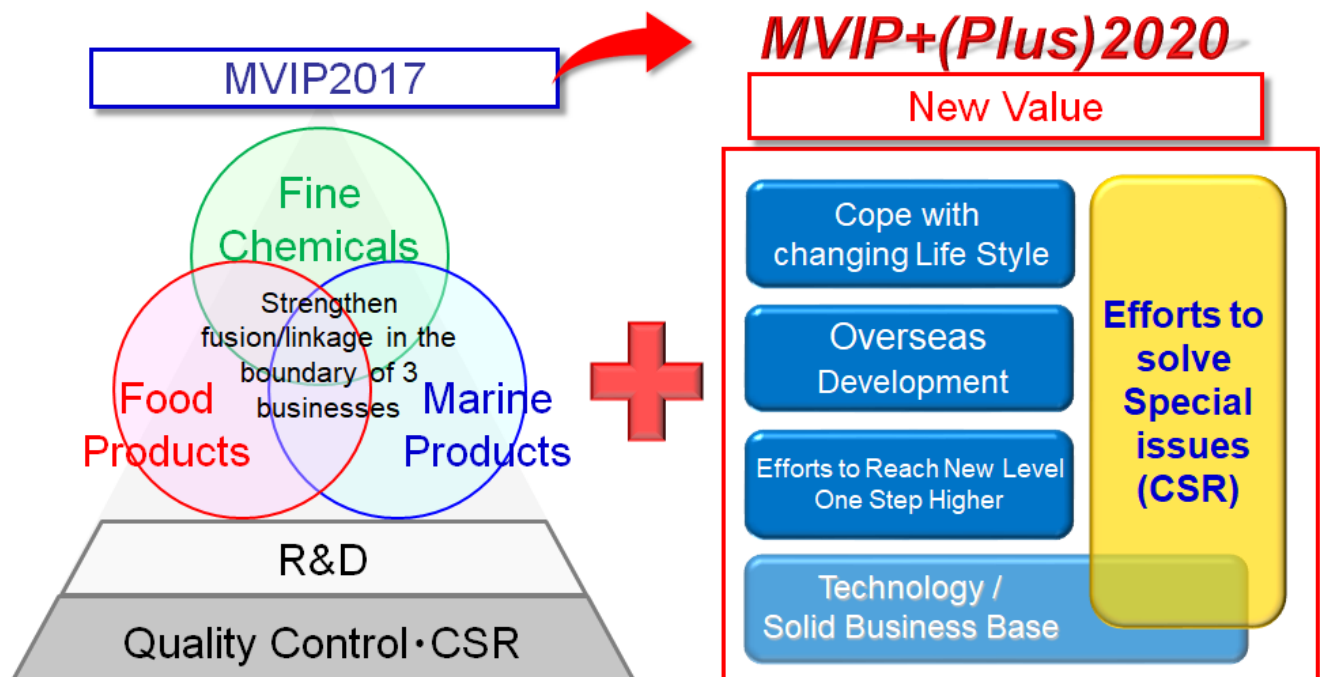 MVIP2017
Fine
Chemicals
Strengthen
fusion/linkage in the
boundary of 3
businesses
Food
Products
Marine
Products
R&D
Quality Control・CSR
MVIP+(Plus)2020
New Value
Cope with
changing Life Style
Overseas
Development
Efforts to Reach New Level
One Step Higher
Technology /
Solid Business Base
Efforts to
solve
Special
issues
(CSR)